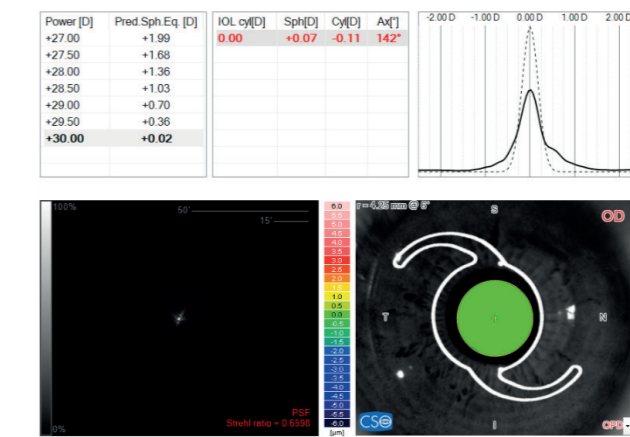 Power [D] Pred.Sph.Eq. [D]
+27.00 +1.99
+27.50 +1.68
+28.00 +1.36
+28.50 +1.03
+29.00 +0.70
+29.50 +0.36
+30.00 +0.02
IOL cyl[D] Sph[D] Cyl[D] Ax[°]
0.00 +0.07 -0.11 142°
-2.00 D -1.00 D 0.00 D 1.00 D 2.00 D
100%
50'
15'
PSF
Strehl ratio = 0.6598
0%
6.0
5.5
5.0
4.5
4.0
3.5
3.0
2.5
2.0
1.5
1.0
0.5
0.0
-0.5
-1.0
-1.5
-2.0
-2.5
-3.0
-3.5
-4.0
-4.5
-5.0
-5.5
-6.0
[µm]
r = 4.25 mm @ 6°
OD
S
T
N
I
CSO
OPD